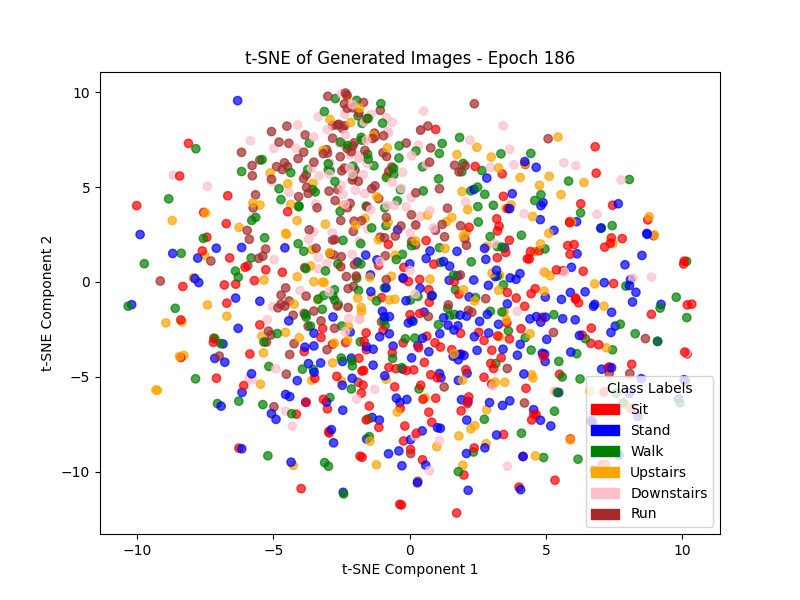 t-SNE of Generated Images - Epoch 186
10
5
0
−5
−10
t-SNE Component 2
−10
−5
0
5
10
t-SNE Component 1
Class Labels
Sit
Stand
Walk
Upstairs
Downstairs
Run